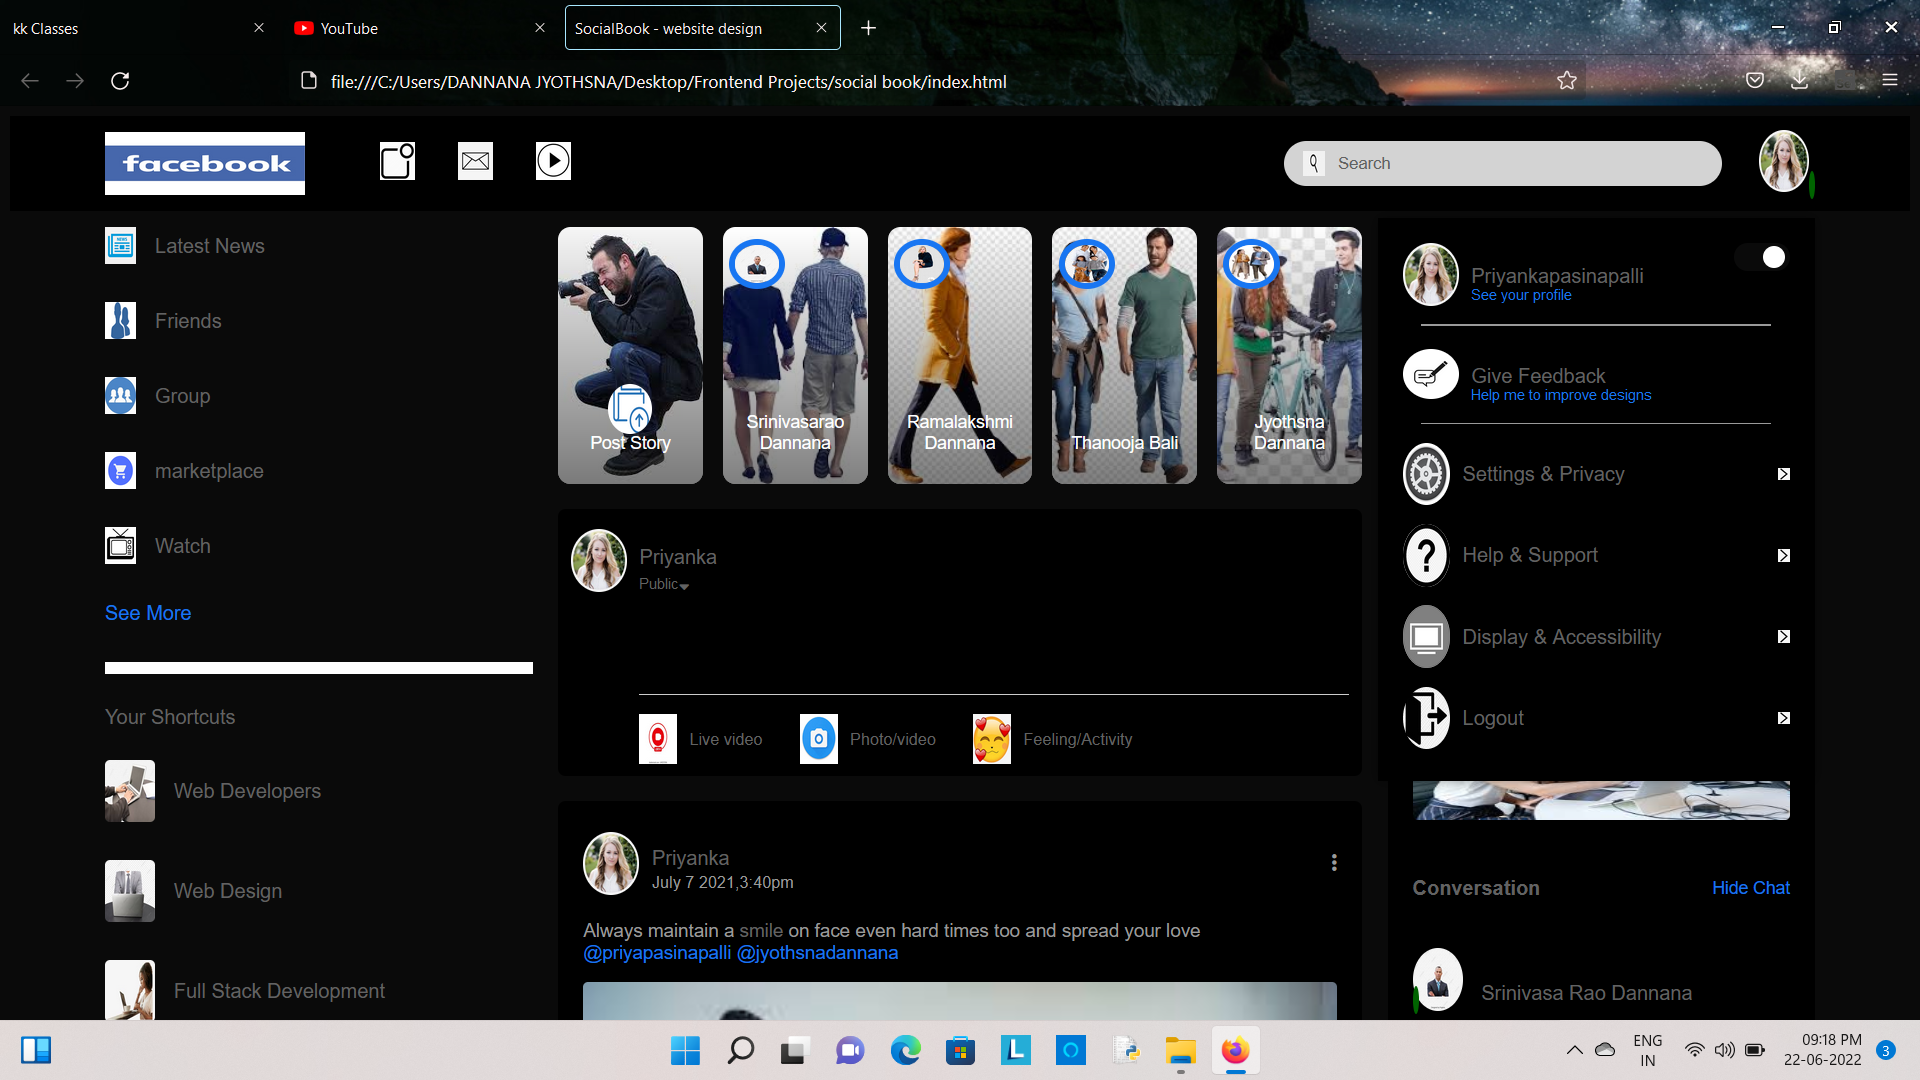 kk Classes
YouTube
SocialBook - website design
file:///C:/Users/DANNANA JYOTHSNA/Desktop/Frontend Projects/social book/index.html
facebook
Search
Latest News
Friends
Group
marketplace
Watch
See More
Your Shortcuts
Web Developers
Web Design
Full Stack Development
Post Story
Srinivasarao
Dannana
Ramalakshmi
Dannana
Thanooja Bali
Jyothsna
Dannana
Priyanka
Public
Live video
Photo/video
Feeling/Activity
Priyanka
July 7 2021,3:40pm
Always maintain a smile on face even hard times too and spread your love
@priyapasinapalli @jyothsnadannana
Priyankapasinapalli
See your profile
Give Feedback
Help me to improve designs
Settings & Privacy
Help & Support
Display & Accessibility
Logout
Conversation
Hide Chat
Srinivasa Rao Dannana
ENG
IN
09:18 PM
22-06-2022
3